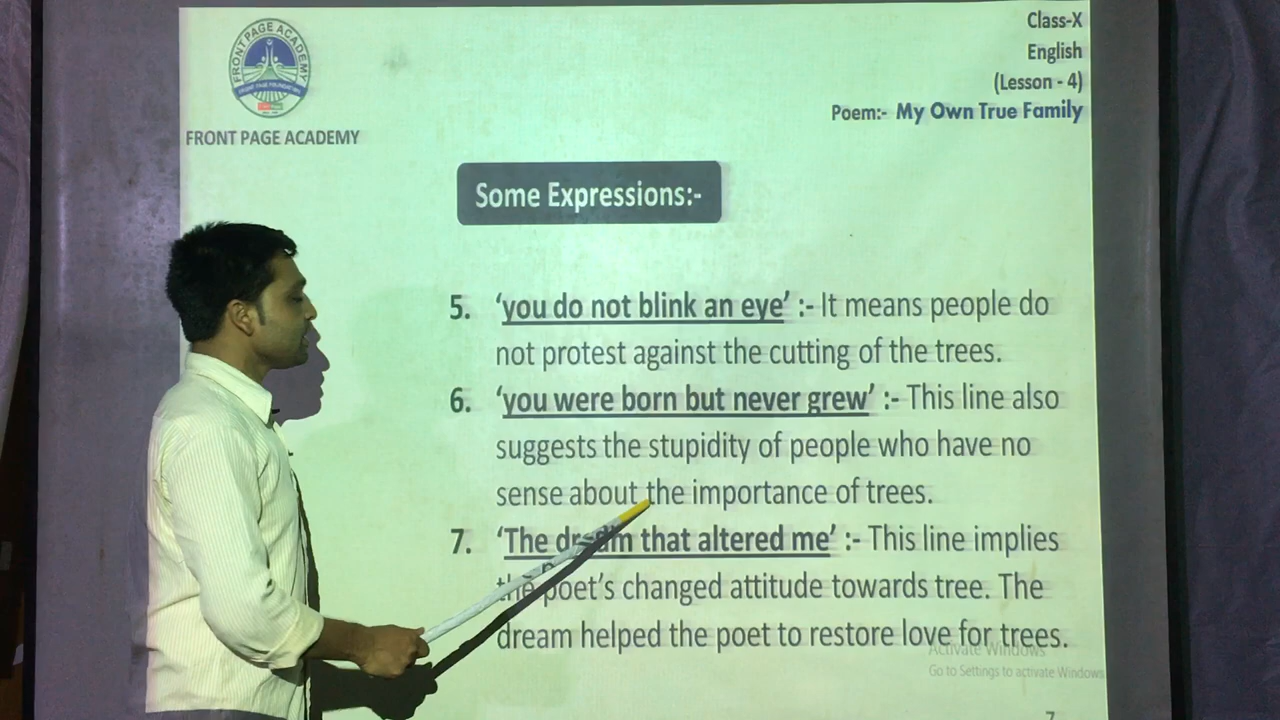 FRONT PAGE ACADEMY
FRONT PAGE ACADEMY
Class-X
English
(Lesson - 4)
Poem:- My Own True Family
Some Expressions:-
5. ‘you do not blink an eye’ :- It means people do
not protest against the cutting of the trees.
6. ‘you were born but never grew’ :- This line also
suggests the stupidity of people who have no
sense about the importance of trees.
7. ‘The dream that altered me’ :- This line implies
the poet’s changed attitude towards tree. The
dream helped the poet to restore love for trees.
Activate Windows
Go to Settings to activate Windows
7